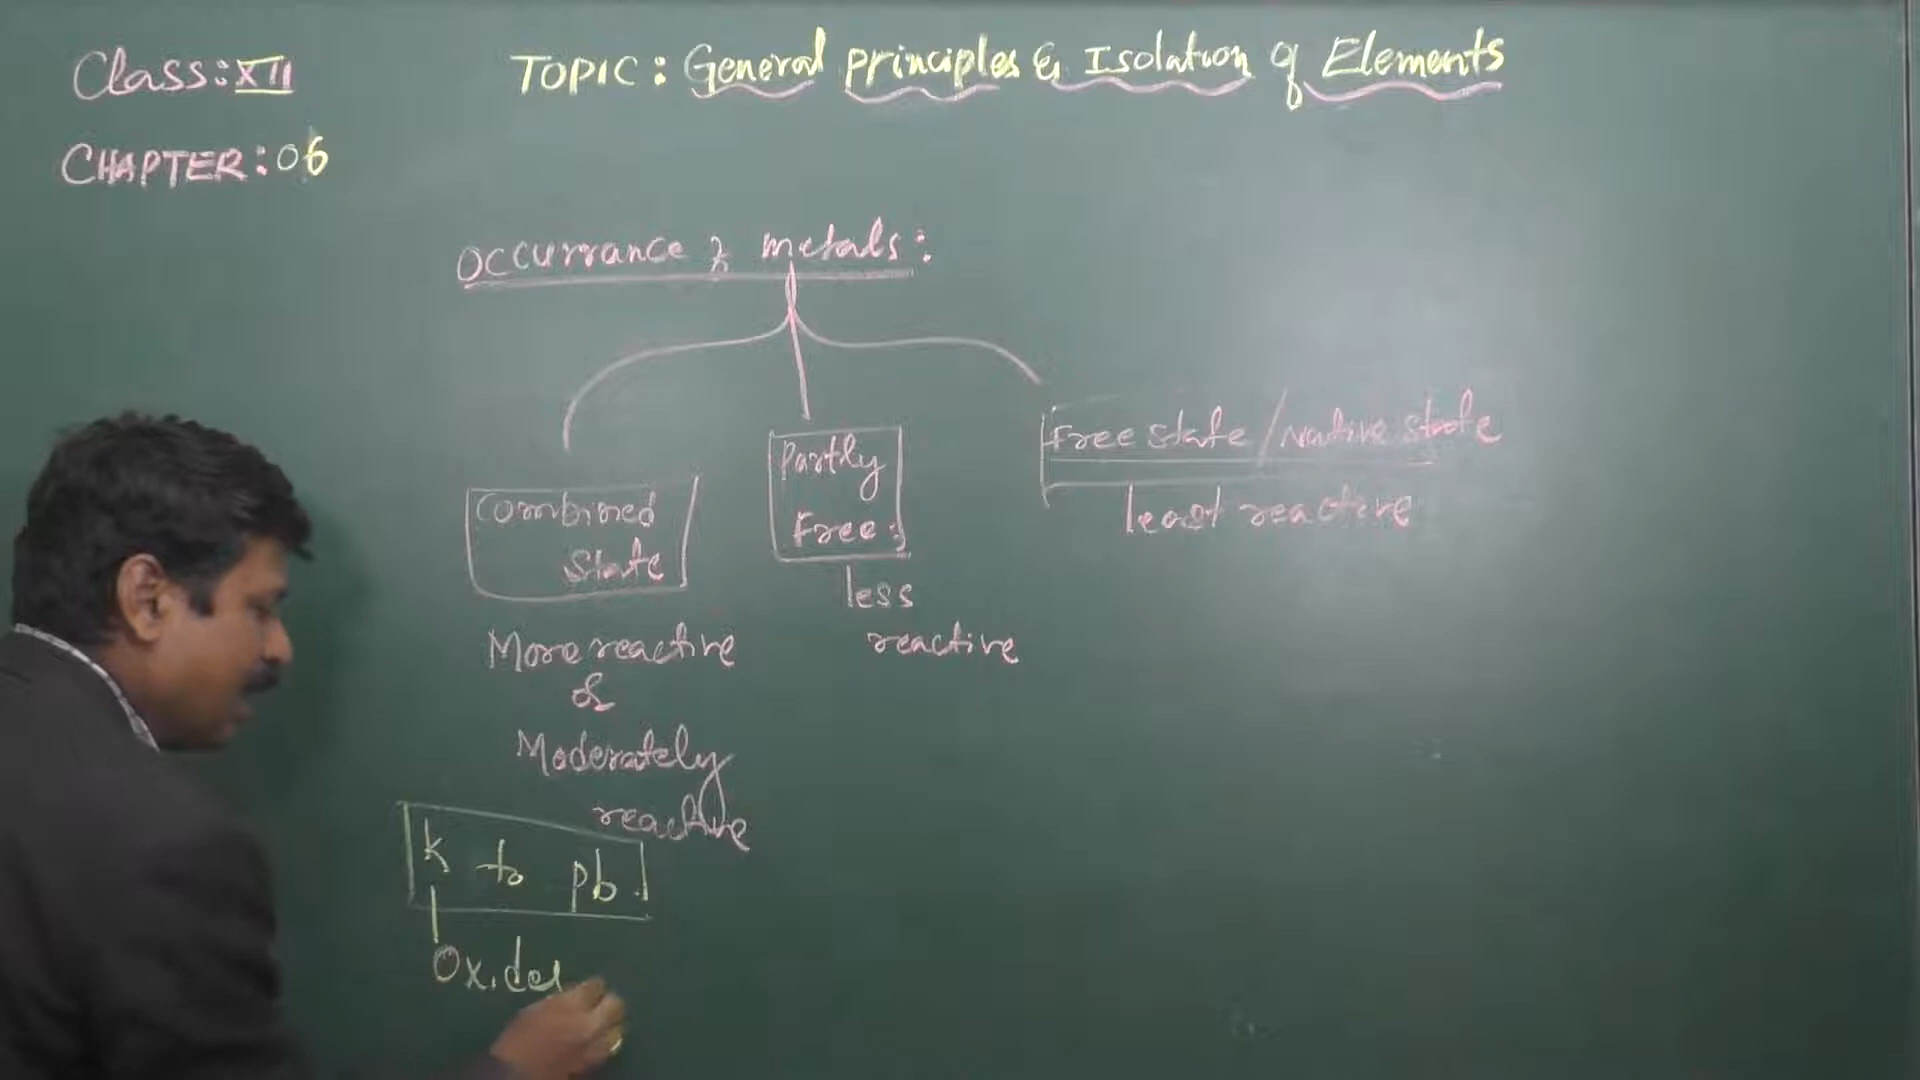 Class: XII
TOPIC: General principles & Isolation of Elements
CHAPTER: 06
Occurrance of metals:
Combined
State
More reactive
&
Moderately
reactive
K to pb.
Oxides
Partly
Free:
less
reactive
Free state / Native state
least reactive